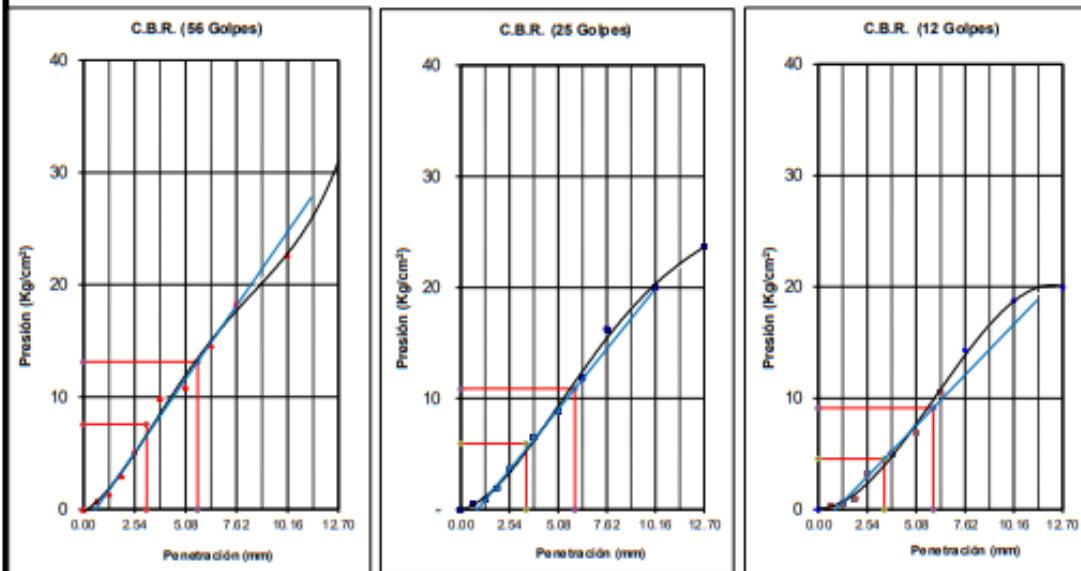 C.B.R. (56 Golpes)
40
30
20
10
0
0.00 2.54 5.08 7.62 10.16 12.70
Presión (Kg/cm²)
Penetración (mm)
C.B.R. (25 Golpes)
40
30
20
10
-
0.00 2.54 5.08 7.62 10.16 12.70
Presión (Kg/cm²)
Penetración (mm)
C.B.R. (12 Golpes)
40
30
20
10
0
0.00 2.54 5.08 7.62 10.16 12.70
Presión (Kg/cm²)
Penetración (mm)